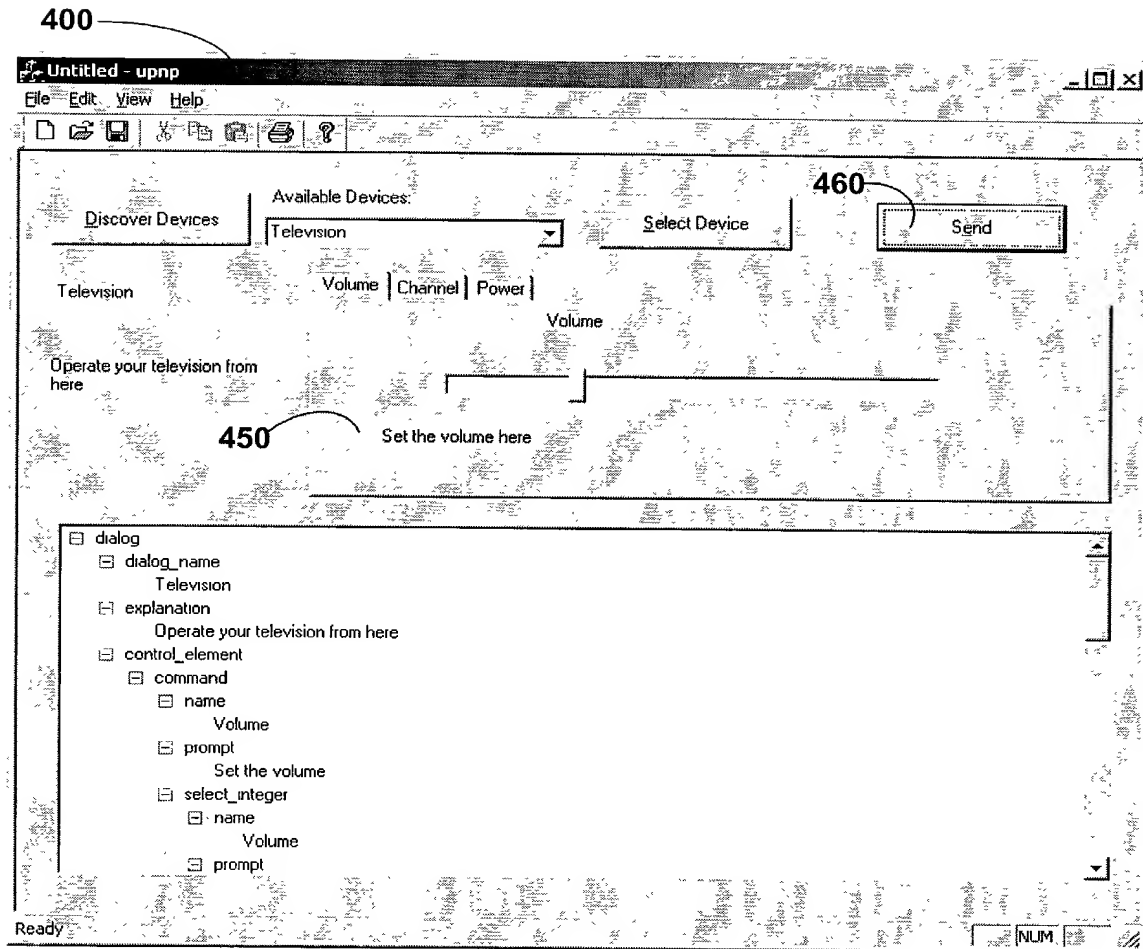 400
Untitled - upnp
File Edit View Help
Discover Devices
Available Devices:
Television
Select Device
460
Send
Television
Volume Channel Power
Volume
Operate your television from
here
450
Set the volume here
dialog
dialog_name
Television
explanation
Operate your television from here
control_element
command
name
Volume
prompt
Set the volume
select_integer
name
Volume
prompt
Ready
NUM